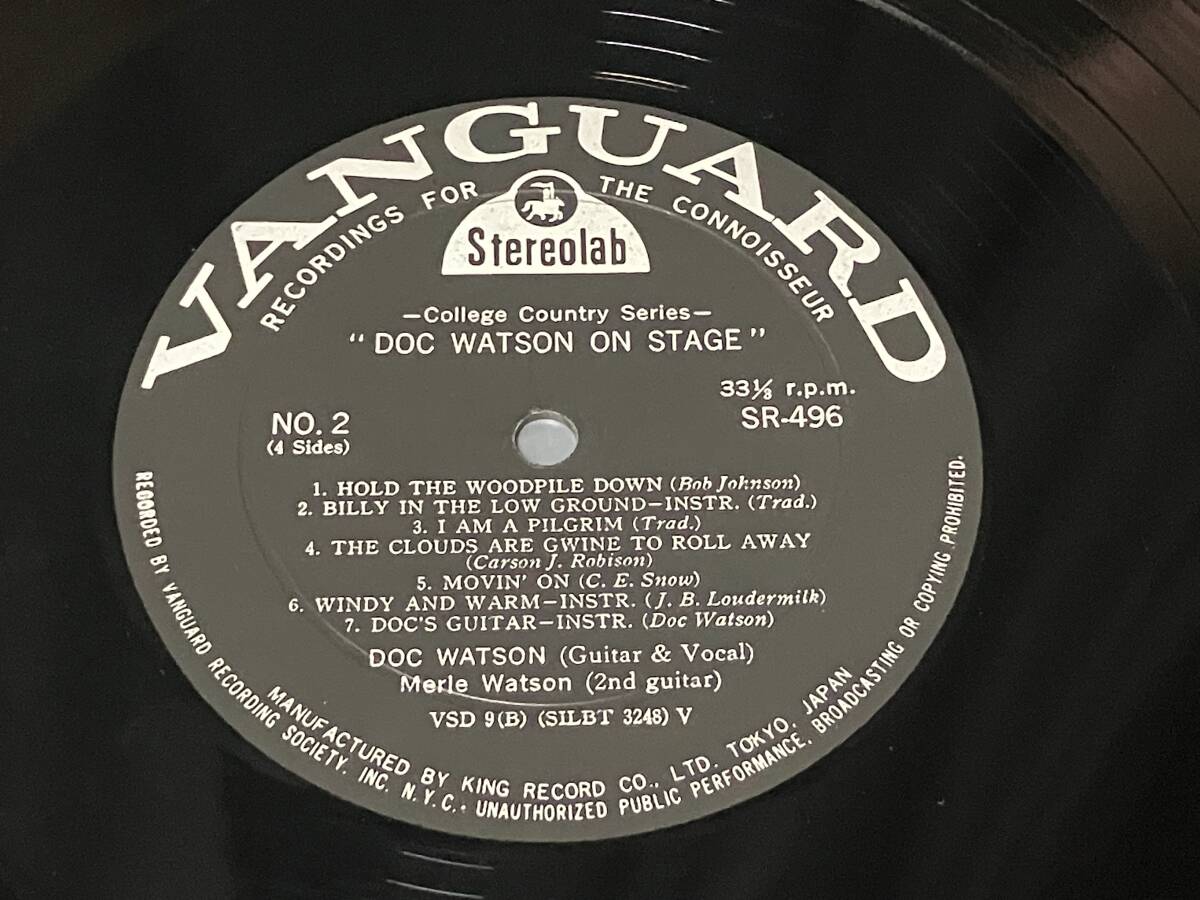 VANGUARD
RECORDINGS FOR THE CONNOISSEUR
Stereolab
—College Country Series—
"DOC WATSON ON STAGE"
33⅓ r.p.m.
NO. 2 SR-496
(4 Sides)
1. HOLD THE WOODPILE DOWN (Bob Johnson)
2. BILLY IN THE LOW GROUND—INSTR. (Trad.)
3. I AM A PILGRIM (Trad.)
4. THE CLOUDS ARE GWINE TO ROLL AWAY
(Carson J. Robison)
5. MOVIN' ON (C. E. Snow)
6. WINDY AND WARM—INSTR. (J. B. Loudermilk)
7. DOC'S GUITAR—INSTR. (Doc Watson)
DOC WATSON (Guitar & Vocal)
Merle Watson (2nd guitar)
VSD 9(B) (SILBT 3248) V
MANUFACTURED BY KING RECORD CO., LTD. TOKYO, JAPAN
RECORDED BY VANGUARD RECORDING SOCIETY, INC. N.Y.C. · UNAUTHORIZED PUBLIC PERFORMANCE, BROADCASTING OR COPYING PROHIBITED.